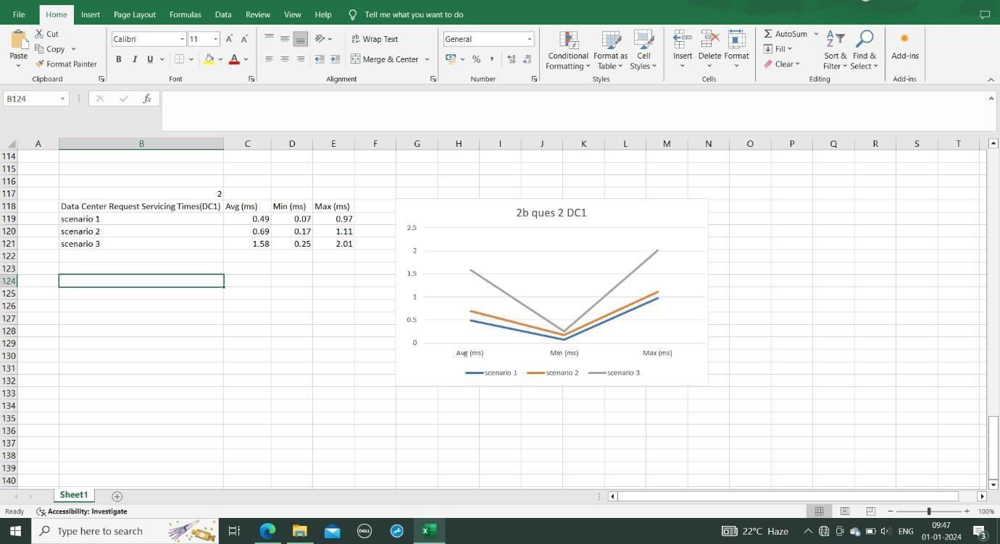 File Home Insert Page Layout Formulas Data Review View Help Tell me what you want to do
Paste Cut Copy Format Painter
Calibri 11 A A
B I U A
ab Wrap Text
Merge & Center
General
% ,
Conditional Formatting Format as Table Cell Styles
Insert Delete Format
AutoSum Fill Clear
Sort & Filter Find & Select
Add-ins
Clipboard Font Alignment Number Styles Cells Editing Add-ins
B124 fx
A B C D E F G H I J K L M N O P Q R S T
114
115
116
117 2
118 Data Center Request Servicing Times(DC1) Avg (ms) Min (ms) Max (ms)
119 scenario 1 0.49 0.07 0.97
120 scenario 2 0.69 0.17 1.11
121 scenario 3 1.58 0.25 2.01
122
123
124
125
126
127
128
129
130
131
132
133
134
135
136
137
138
139
140
2b ques 2 DC1
2.5
2
1.5
1
0.5
0
Avg (ms) Min (ms) Max (ms)
scenario 1 scenario 2 scenario 3
Sheet1
Ready Accessibility: Investigate 100%
Type here to search DELL X 22°C Haze ENG 09:47
01-01-2024 3